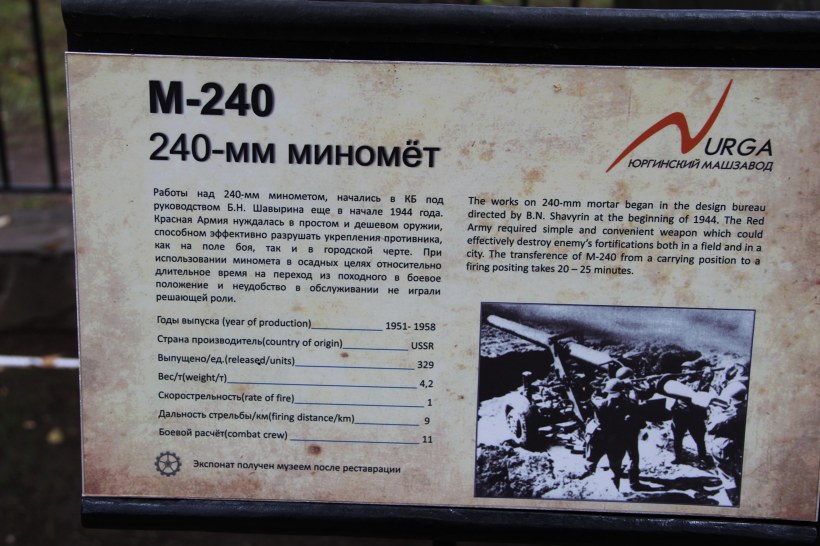 М-240
240-мм миномёт
NURGA
ЮРГИНСКИЙ МАШЗАВОД
Работы над 240-мм минометом, начались в КБ под
руководством Б.Н. Шавырина еще в начале 1944 года.
Красная Армия нуждалась в простом и дешевом оружии,
способном эффективно разрушать укрепления противника,
как на поле боя, так и в городской черте. При
использовании миномета в осадных целях относительно
длительное время на переход из походного в боевое
положение и неудобство в обслуживании не играли
решающей роли.
The works on 240-mm mortar began in the design bureau
directed by B.N. Shavyrin at the beginning of 1944. The Red
Army required simple and convenient weapon which could
effectively destroy enemy's fortifications both in a field and in a
city. The transference of M-240 from a carrying position to a
firing positing takes 20 – 25 minutes.
Годы выпуска (year of production) 1951- 1958
Страна производитель(country of origin) USSR
Выпущено/ед.(released/units) 329
Вес/т(weight/т) 4,2
Скорострельность(rate of fire) 1
Дальность стрельбы/км(firing distance/km) 9
Боевой расчёт(combat crew) 11
Экспонат получен музеем после реставрации